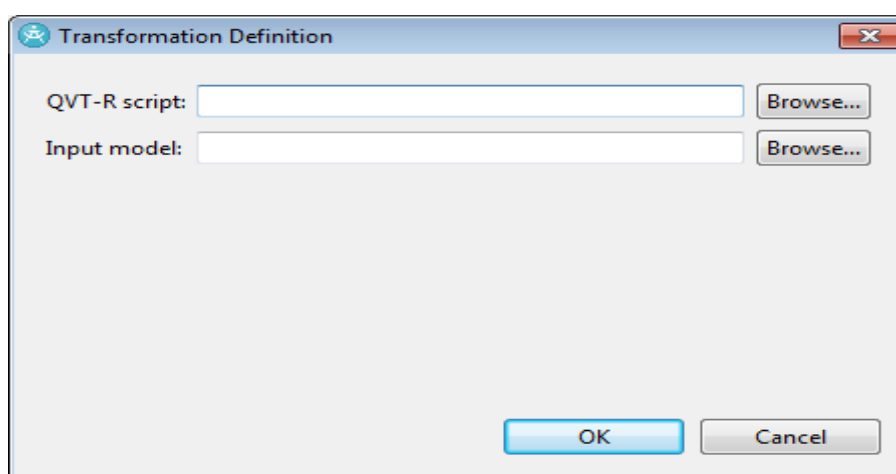 Transformation Definition
QVT-R script: Browse...
Input model: Browse...
OK Cancel